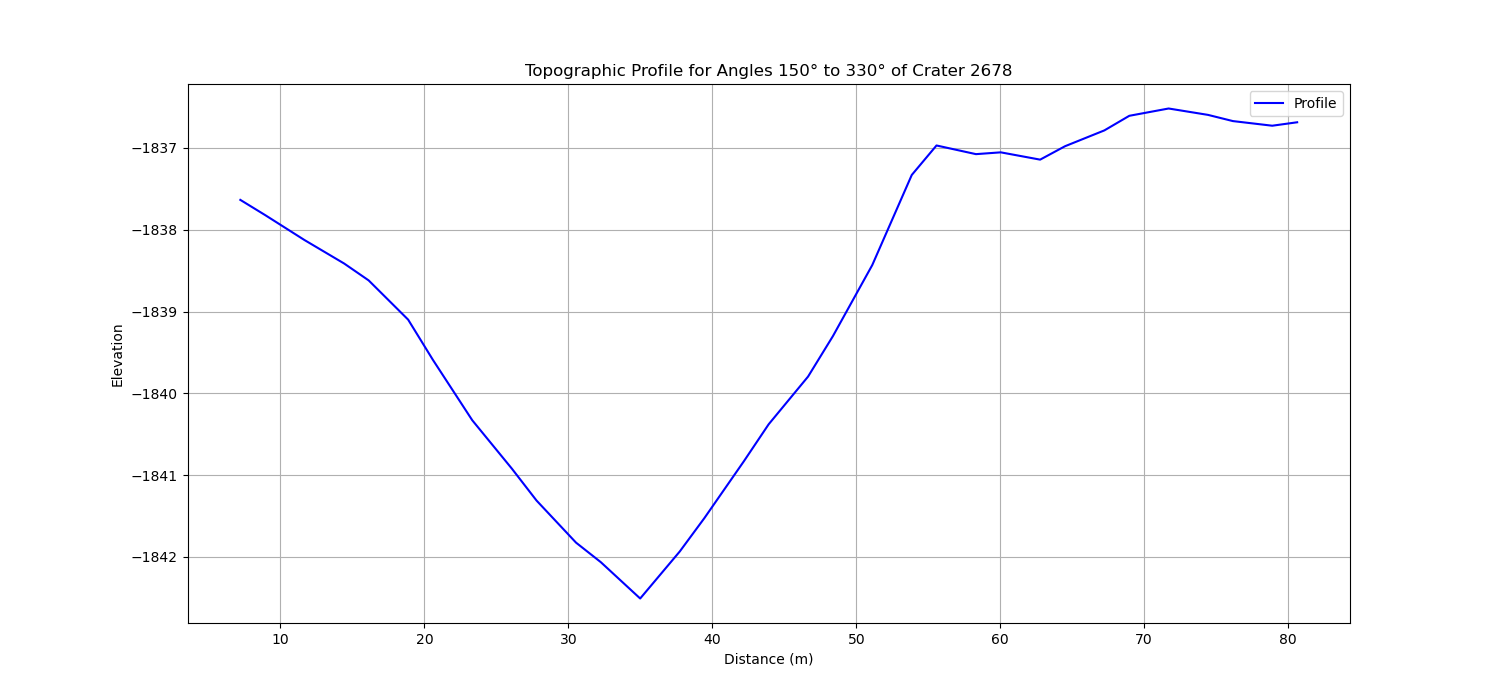 Topographic Profile for Angles 150° to 330° of Crater 2678
Profile
Elevation
−1837
−1838
−1839
−1840
−1841
−1842
10 20 30 40 50 60 70 80
Distance (m)